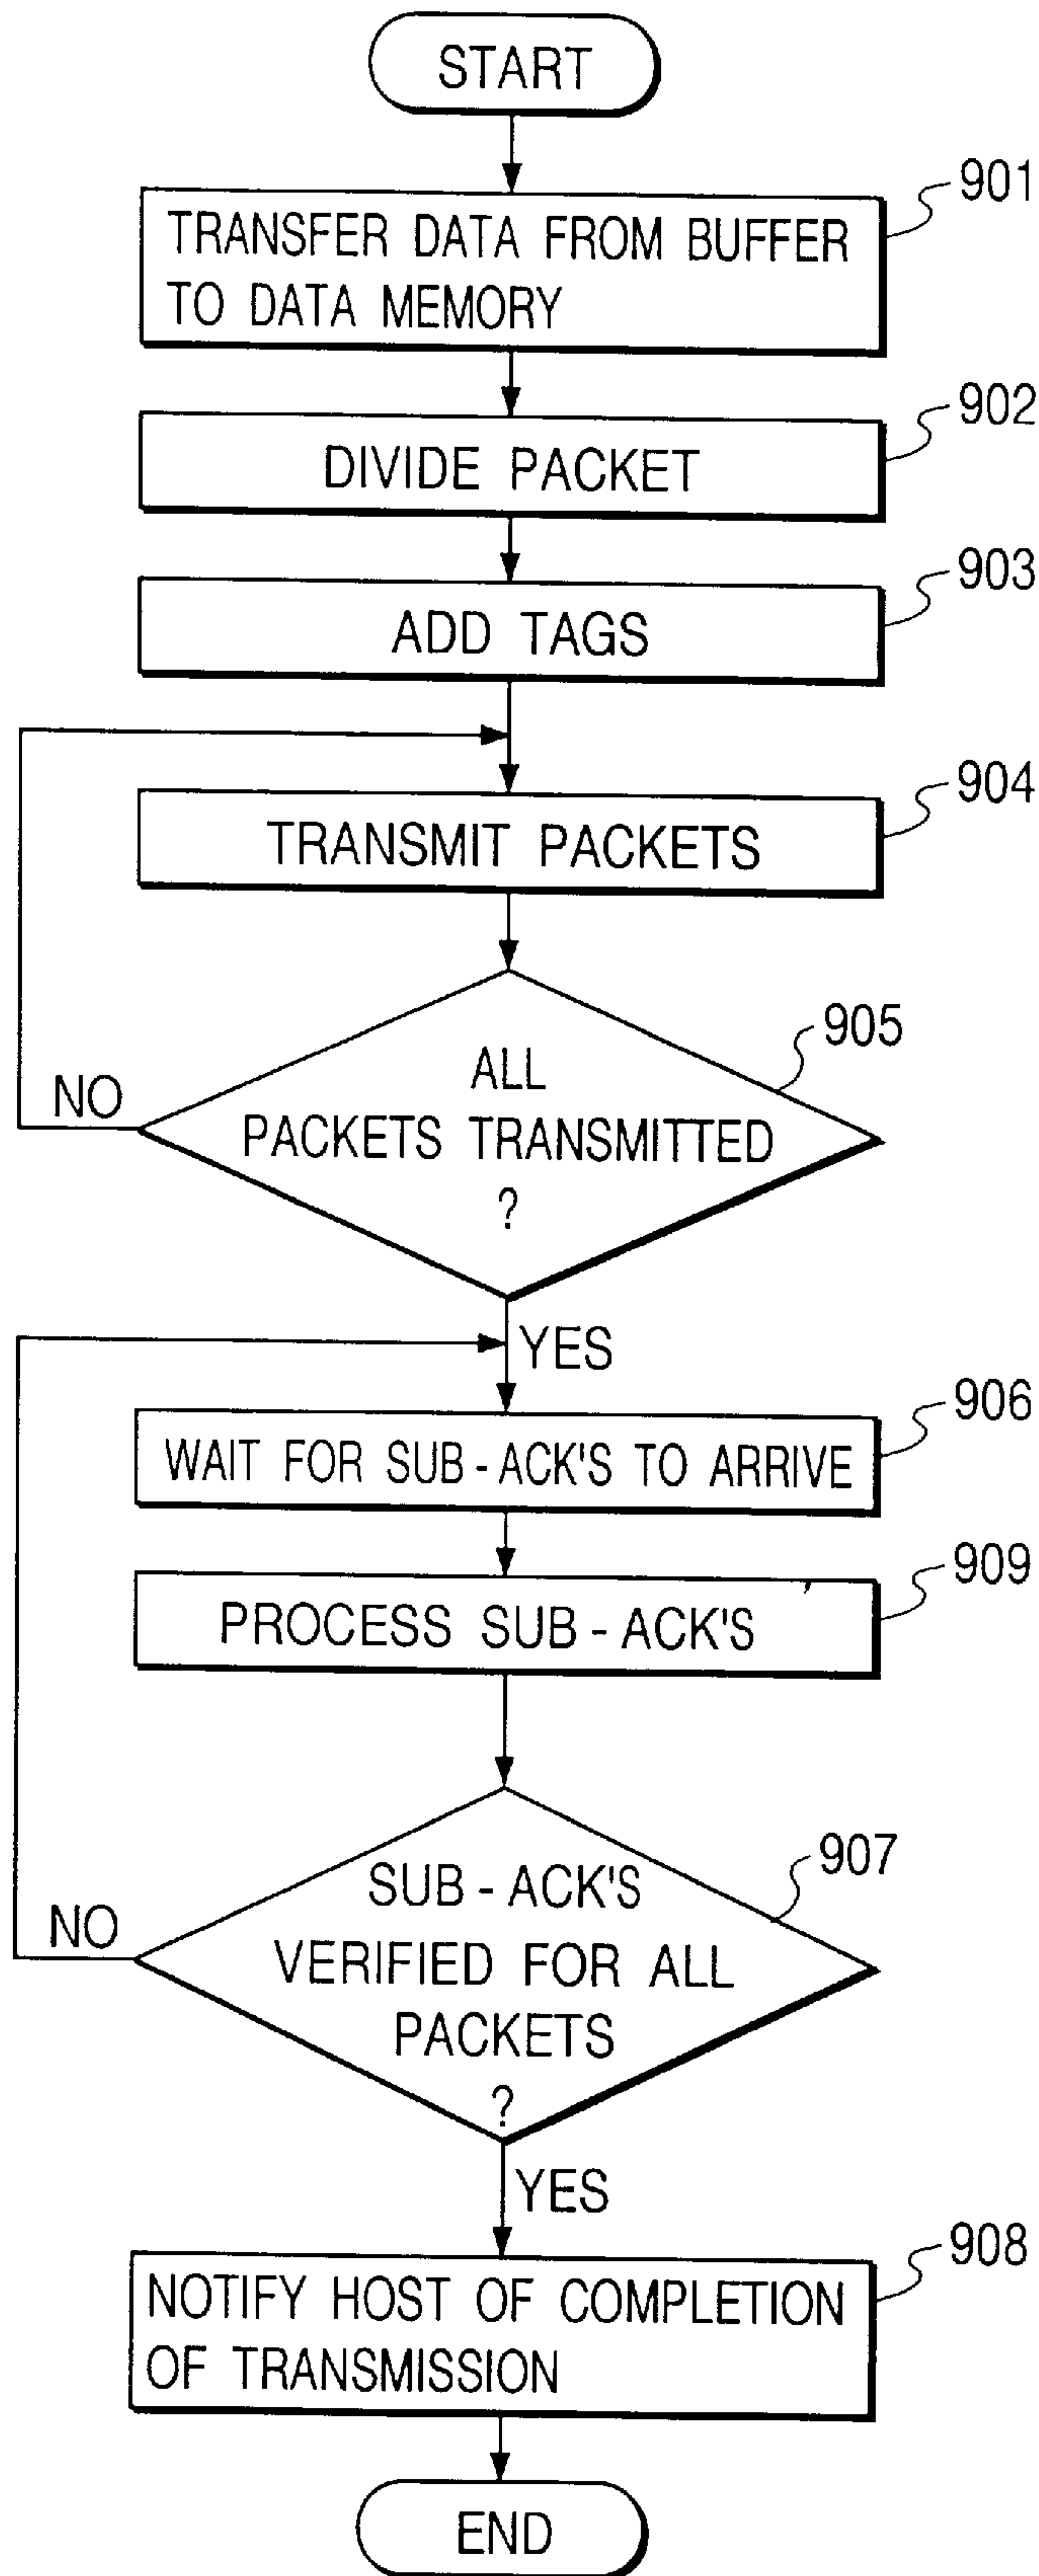 START
901
TRANSFER DATA FROM BUFFER
TO DATA MEMORY
902
DIVIDE PACKET
903
ADD TAGS
904
TRANSMIT PACKETS
905
ALL
PACKETS TRANSMITTED
?
NO
YES
906
WAIT FOR SUB-ACK'S TO ARRIVE
909
PROCESS SUB-ACK'S
907
SUB-ACK'S
VERIFIED FOR ALL
PACKETS
?
NO
YES
908
NOTIFY HOST OF COMPLETION
OF TRANSMISSION
END